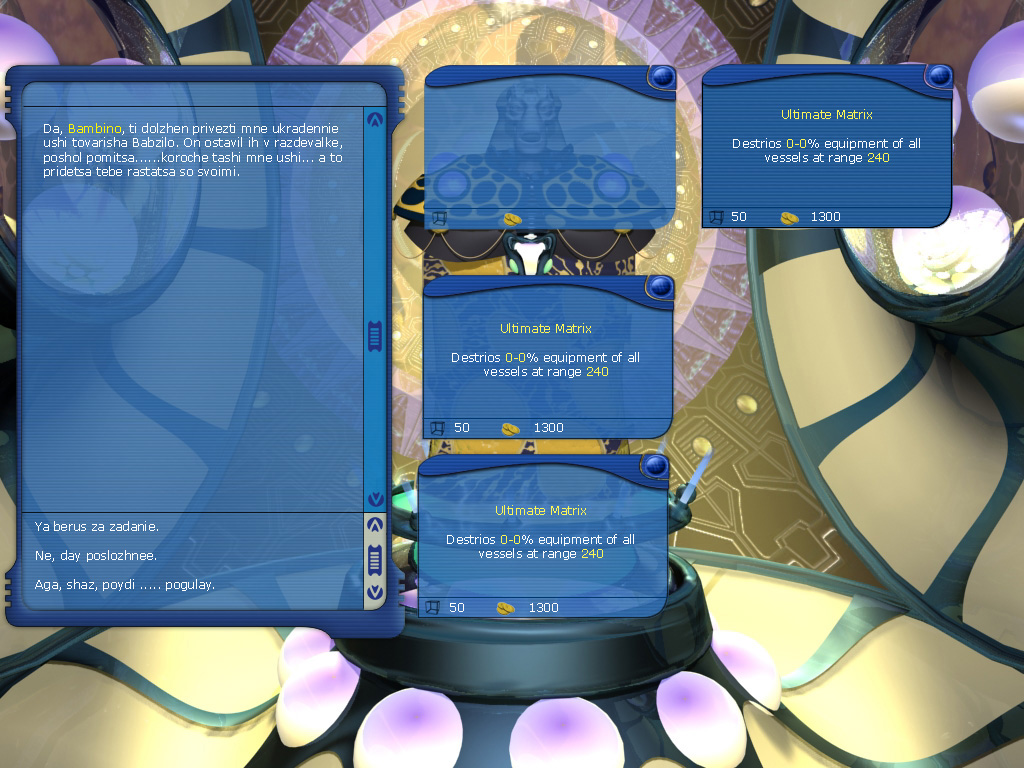 Da, Bambino, ti dolzhen privezti mne ukradennie
ushi tovarisha Babzilo. On ostavil ih v razdevalke,
poshol pomitsa......koroche tashi mne ushi... a to
pridetsa tebe rastatsa so svoimi.
Ya berus za zadanie.
Ne, day poslozhnee.
Aga, shaz, poydi ..... pogulay.
Ultimate Matrix
Destrios 0-0% equipment of all
vessels at range 240
50 1300
Ultimate Matrix
Destrios 0-0% equipment of all
vessels at range 240
50 1300
Ultimate Matrix
Destrios 0-0% equipment of all
vessels at range 240
50 1300